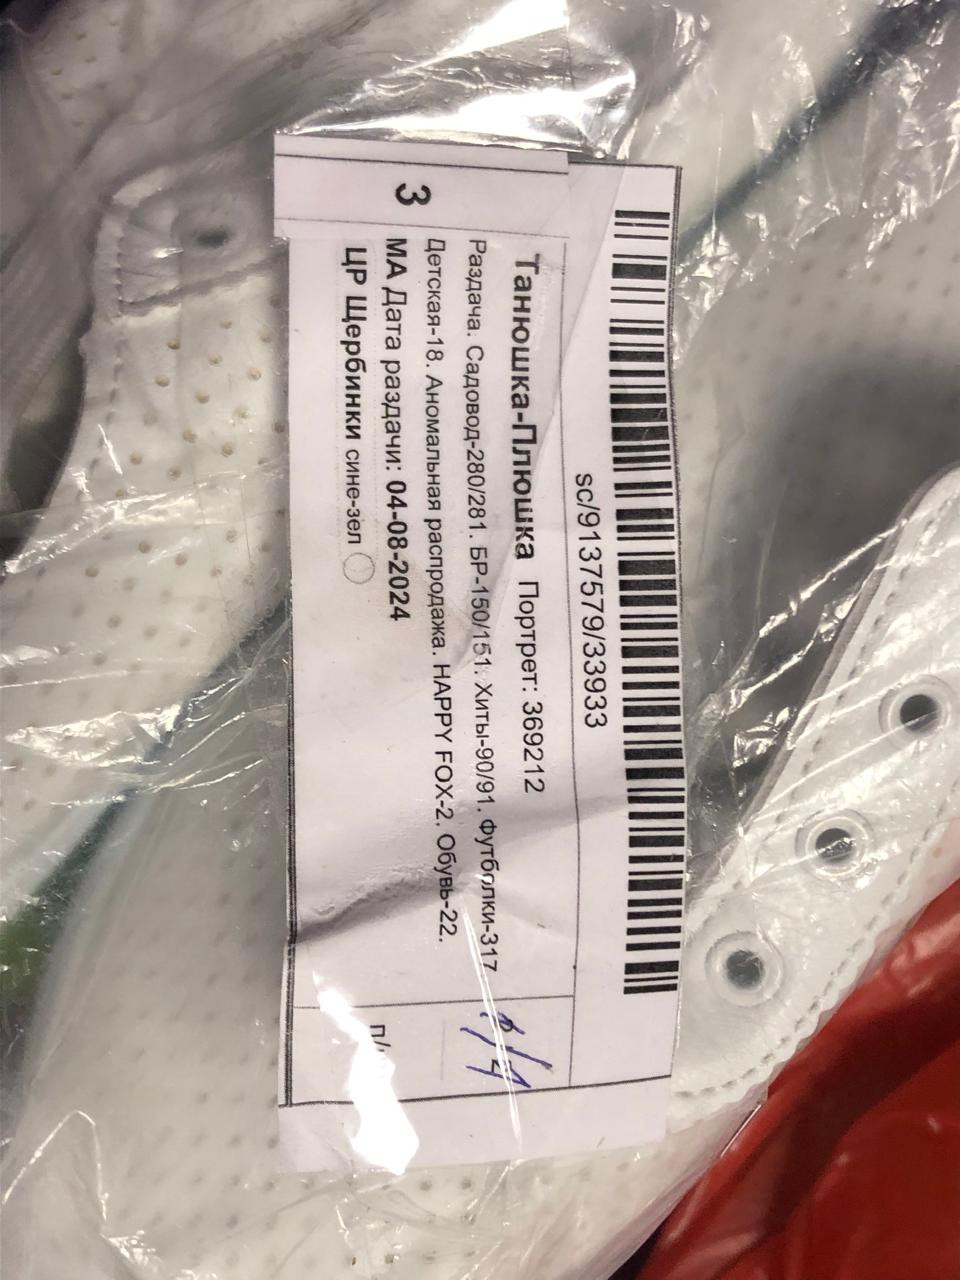 sc/9137579/33933
Танюшка-Плюшка Портрет: 369212
Раздача. Садовод-280/281. БР-150/151. Хиты-90/91. Футболки-317
3
Детская-18. Аномальная распродажа. HAPPY FOX-2. Обувь-22.
МА Дата раздачи: 04-08-2024
ЦР Щербинки сине-зел